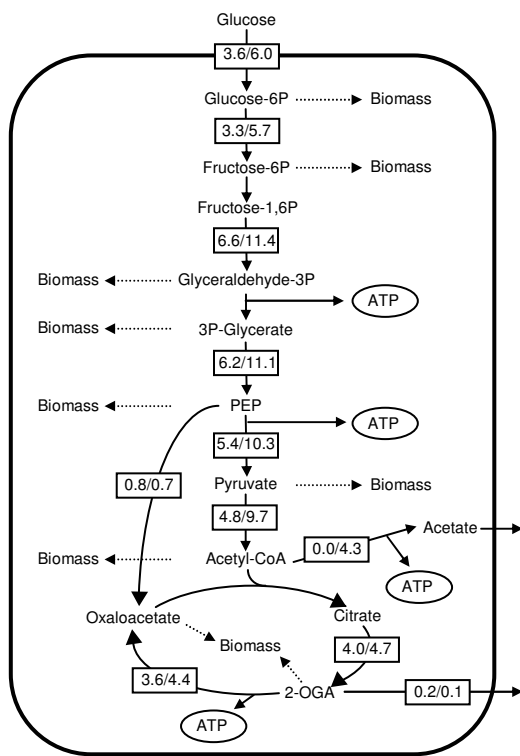 Glucose
3.6/6.0
Glucose-6P
Biomass
3.3/5.7
Fructose-6P
Biomass
Fructose-1,6P
6.6/11.4
Biomass
Glyceraldehyde-3P
ATP
Biomass
3P-Glycerate
6.2/11.1
Biomass
PEP
ATP
5.4/10.3
0.8/0.7
Pyruvate
Biomass
4.8/9.7
Acetate
0.0/4.3
Biomass
Acetyl-CoA
ATP
Oxaloacetate
Citrate
Biomass
4.0/4.7
3.6/4.4
2-OGA
0.2/0.1
ATP